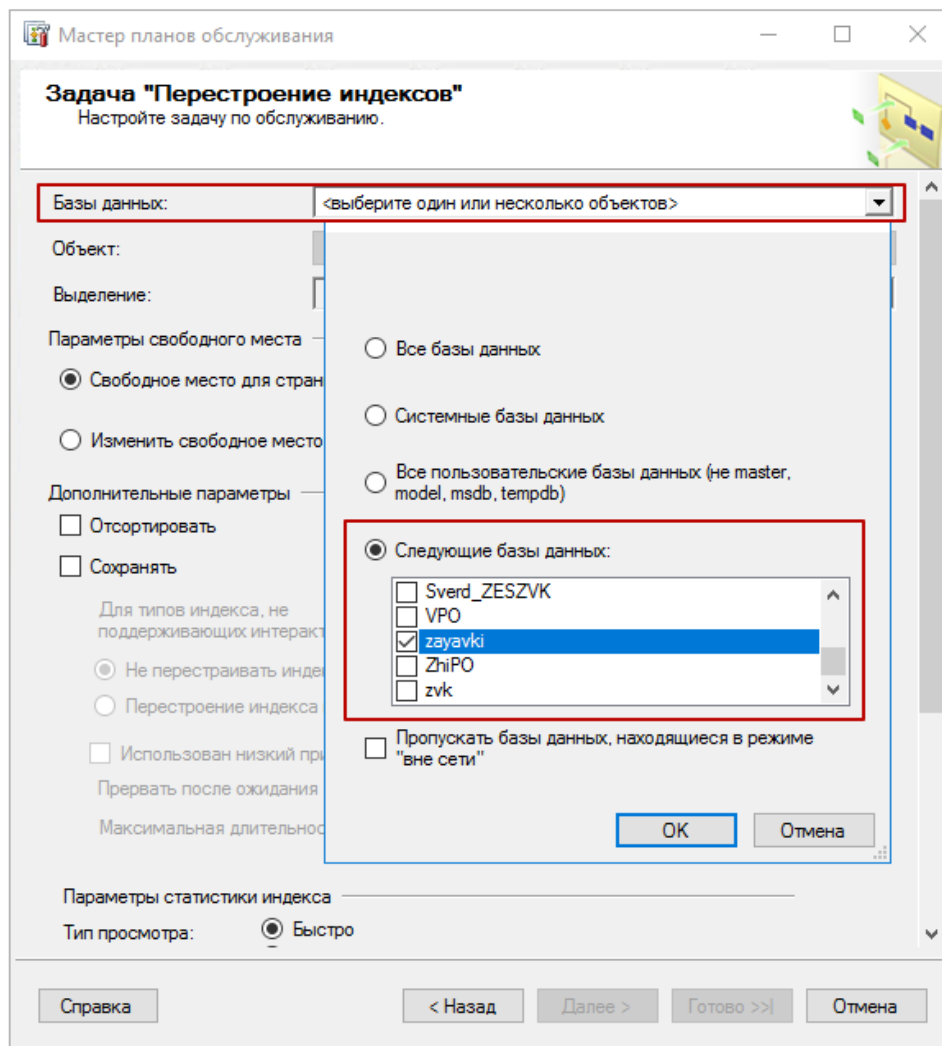 Мастер планов обслуживания
Задача "Перестроение индексов"
Настройте задачу по обслуживанию.
Базы данных:
<выберите один или несколько объектов>
Объект:
Выделение:
Параметры свободного места
Свободное место для стран
Изменить свободное место
Дополнительные параметры
Отсортировать
Сохранять
Для типов индекса, не
поддерживающих интеракт
Не перестраивать инде
Перестроение индекса
Использован низкий при
Прервать после ожидания
Максимальная длительнос
Все базы данных
Системные базы данных
Все пользовательские базы данных (не master,
model, msdb, tempdb)
Следующие базы данных:
Sverd_ZESZVK
VPO
zayavki
ZhiPO
zvk
Пропускать базы данных, находящиеся в режиме
"вне сети"
OK
Отмена
Параметры статистики индекса
Тип просмотра:
Быстро
Справка
< Назад
Далее >
Готово >>|
Отмена